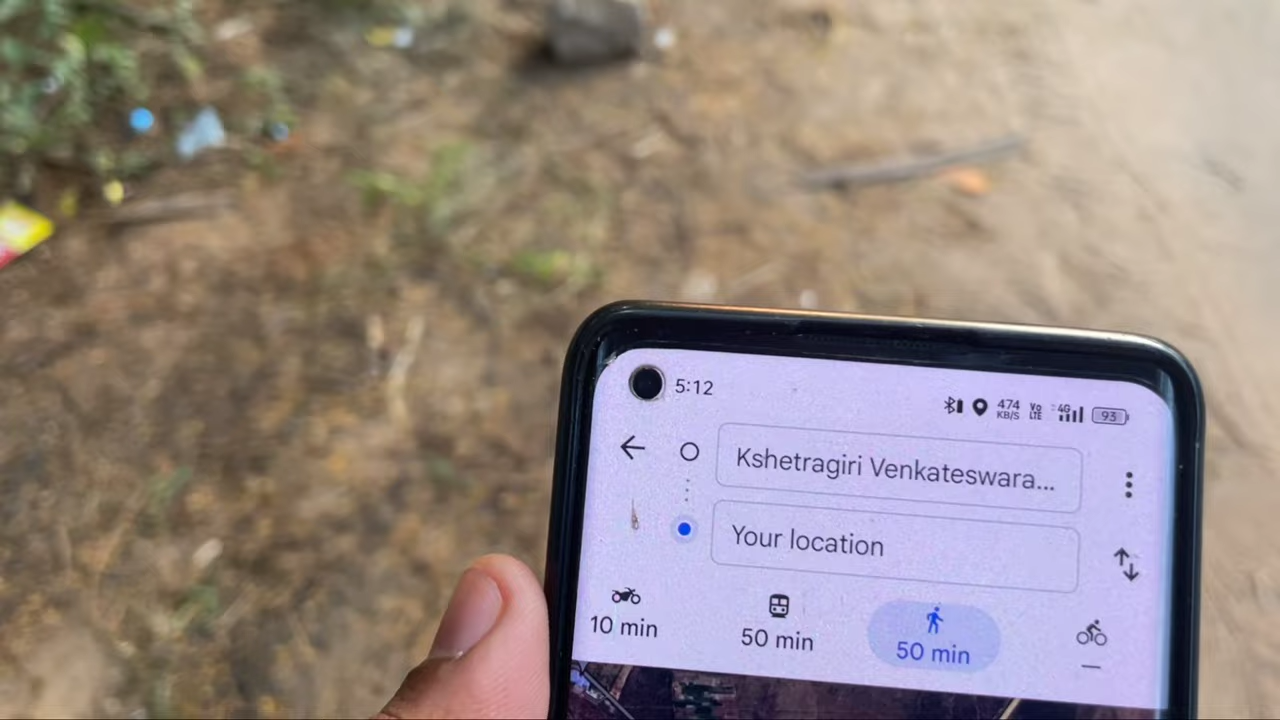 5:12
474
KB/S
Vo
LTE
4G
93
Kshetragiri Venkateswara...
Your location
10 min
50 min
50 min